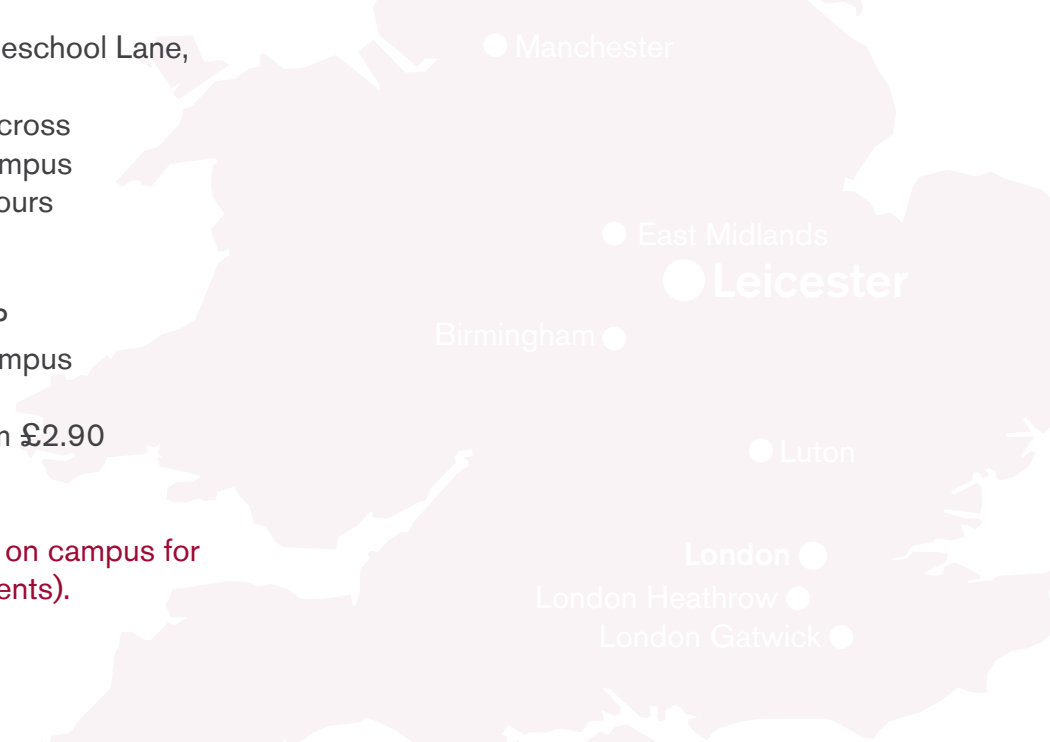 eschool Lane,
cross
mpus
ours
P
mpus
n £2.90
on campus for
ents).
Manchester
East Midlands
Leicester
Birmingham
Luton
London
London Heathrow
London Gatwick